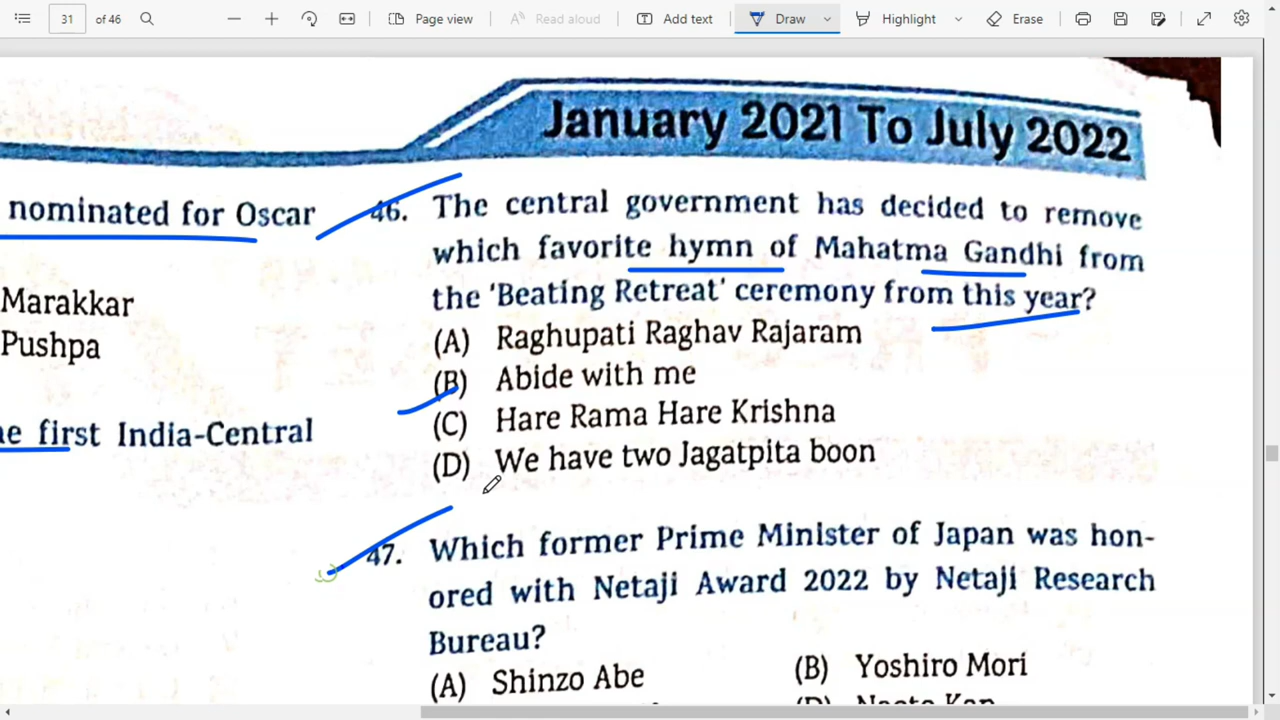 31 of 46 Page view Read aloud Add text Draw Highlight Erase
January 2021 To July 2022
nominated for Oscar
Marakkar
Pushpa
first India-Central
46. The central government has decided to remove
which favorite hymn of Mahatma Gandhi from
the 'Beating Retreat' ceremony from this year?
(A) Raghupati Raghav Rajaram
(B) Abide with me
(C) Hare Rama Hare Krishna
(D) We have two Jagatpita boon
47. Which former Prime Minister of Japan was hon-
ored with Netaji Award 2022 by Netaji Research
Bureau?
(A) Shinzo Abe (B) Yoshiro Mori